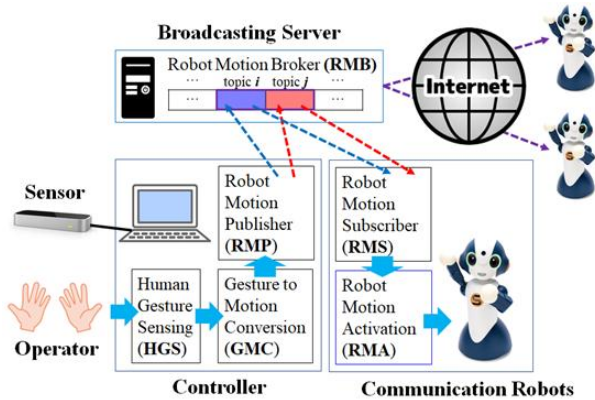 Broadcasting Server
Robot Motion Broker (RMB)
... topic i topic j ...
... ...
Internet
Sensor
Robot
Motion
Publisher
(RMP)
Robot
Motion
Subscriber
(RMS)
Operator
Human
Gesture
Sensing
(HGS)
Gesture to
Motion
Conversion
(GMC)
Robot
Motion
Activation
(RMA)
Controller
Communication Robots